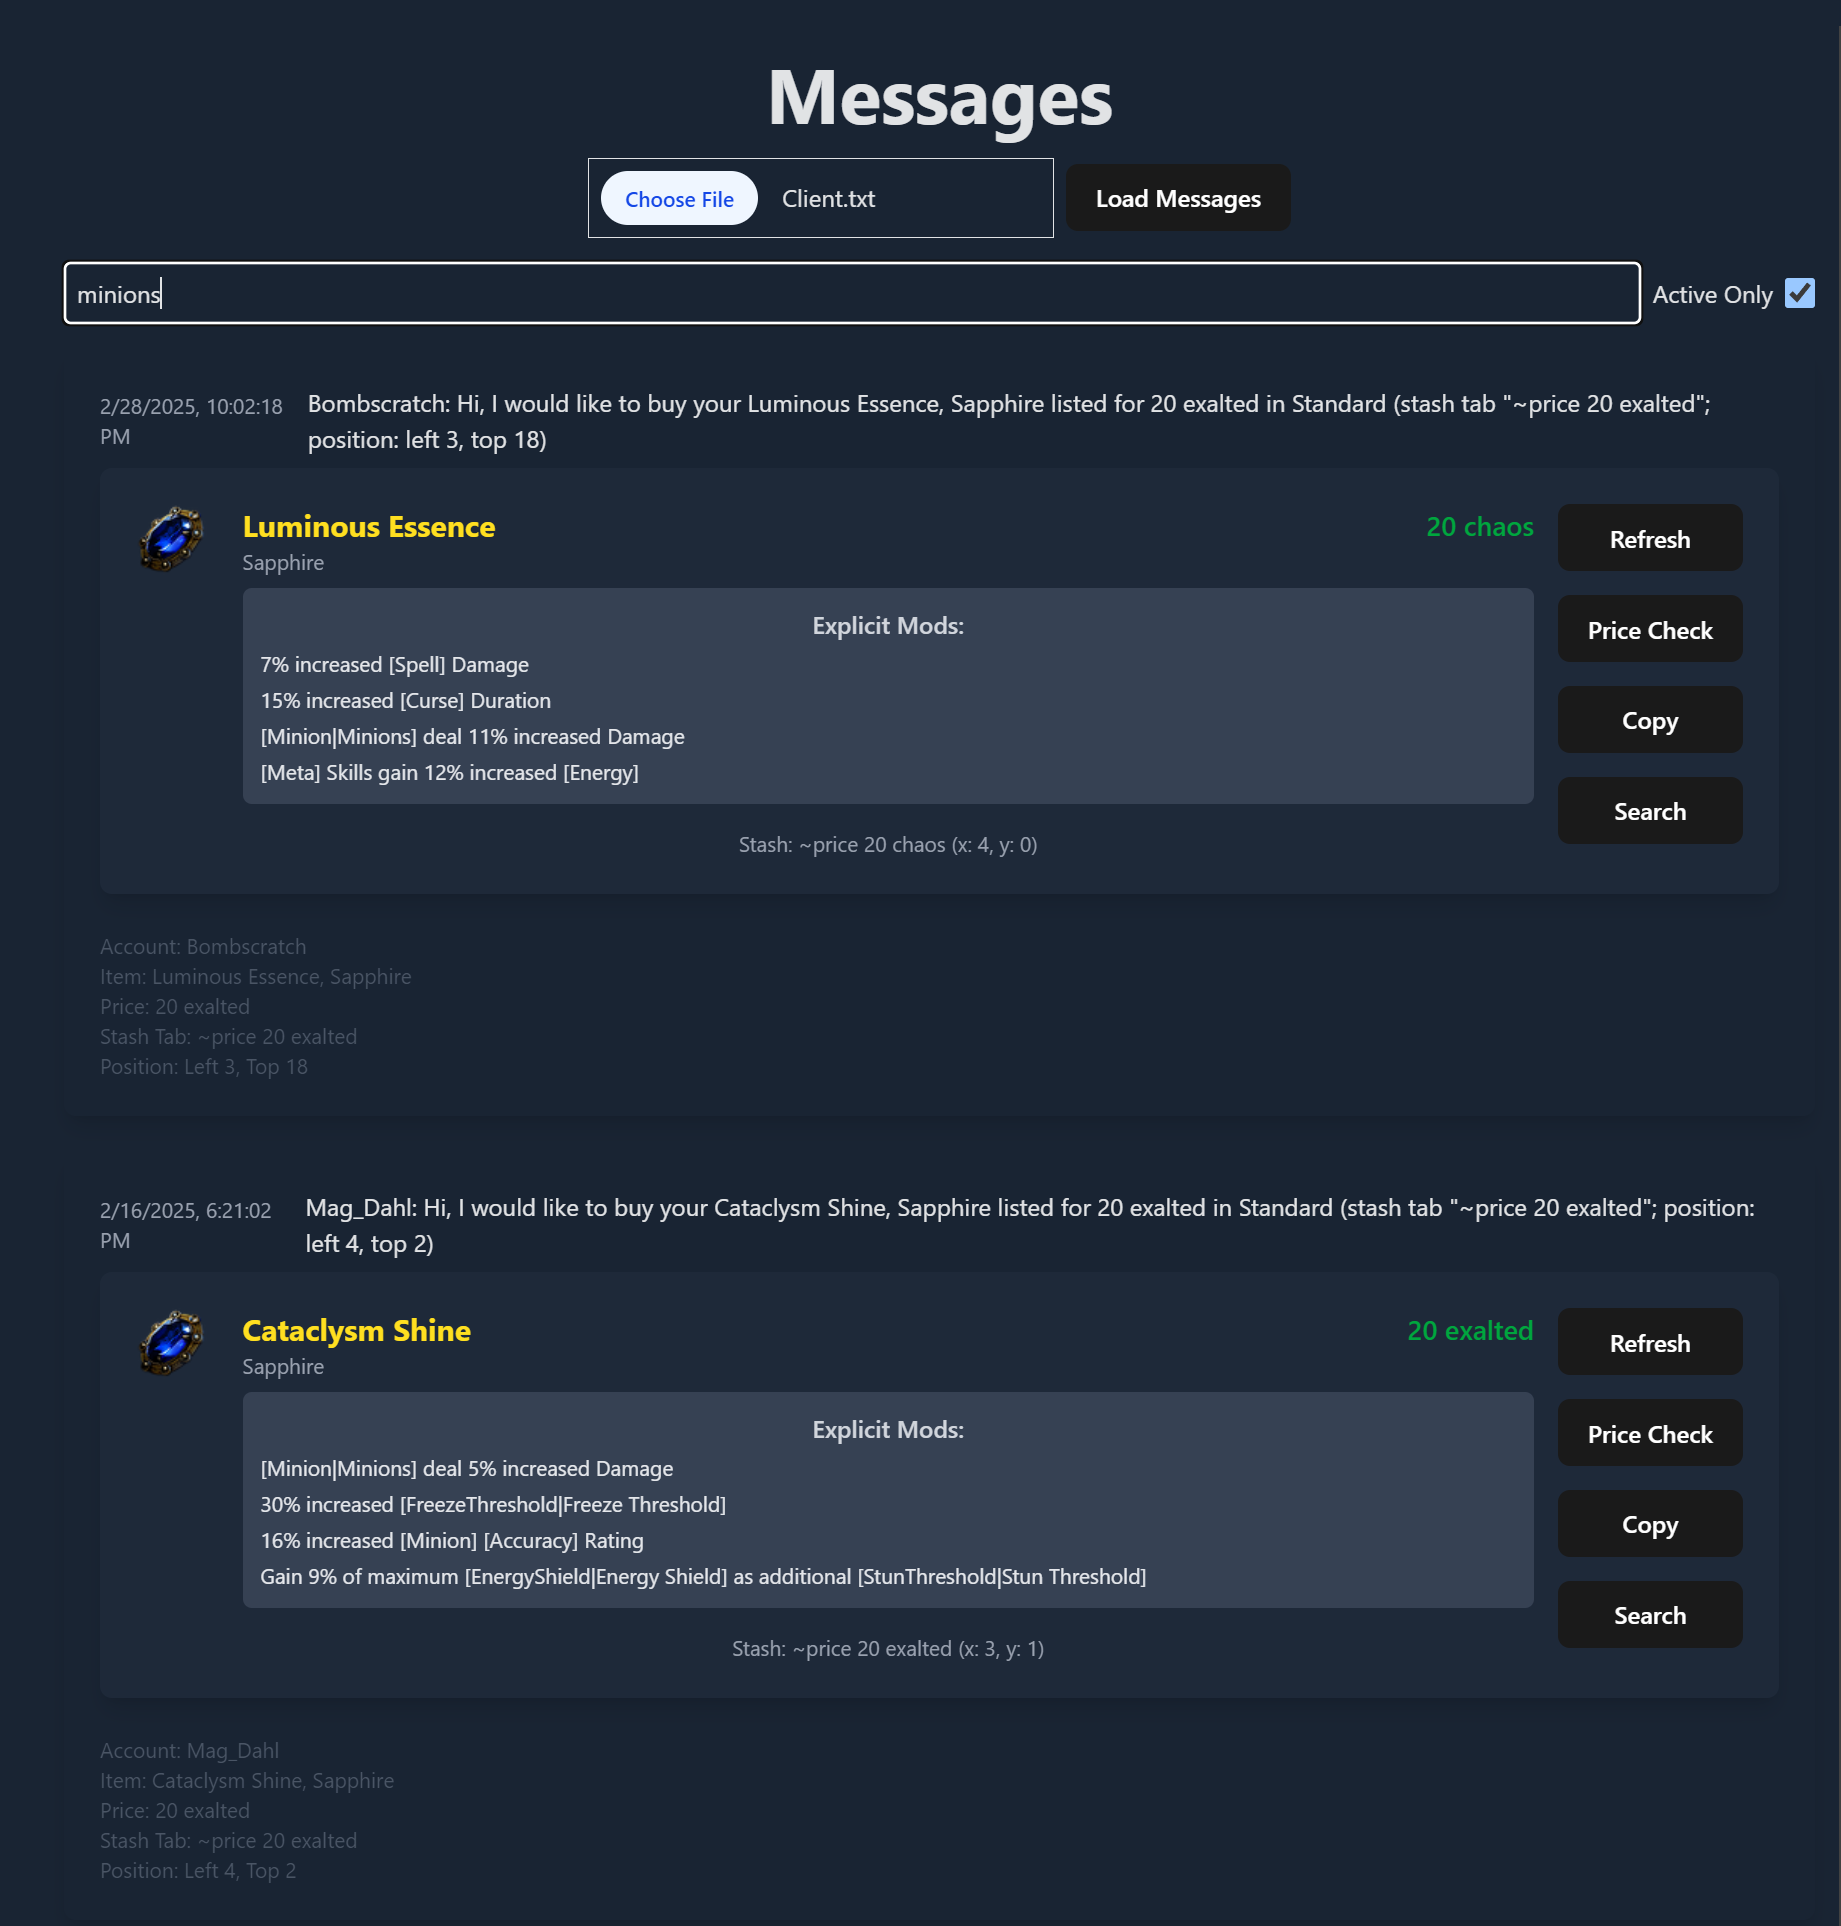 Messages
Choose File Client.txt Load Messages
minions Active Only
2/28/2025, 10:02:18 PM
Bombscratch: Hi, I would like to buy your Luminous Essence, Sapphire listed for 20 exalted in Standard (stash tab "~price 20 exalted";
position: left 3, top 18)
Luminous Essence
20 chaos
Sapphire
Explicit Mods:
7% increased [Spell] Damage
15% increased [Curse] Duration
[Minion|Minions] deal 11% increased Damage
[Meta] Skills gain 12% increased [Energy]
Stash: ~price 20 chaos (x: 4, y: 0)
Refresh
Price Check
Copy
Search
Account: Bombscratch
Item: Luminous Essence, Sapphire
Price: 20 exalted
Stash Tab: ~price 20 exalted
Position: Left 3, Top 18
2/16/2025, 6:21:02 PM
Mag_Dahl: Hi, I would like to buy your Cataclysm Shine, Sapphire listed for 20 exalted in Standard (stash tab "~price 20 exalted"; position:
left 4, top 2)
Cataclysm Shine
20 exalted
Sapphire
Explicit Mods:
[Minion|Minions] deal 5% increased Damage
30% increased [FreezeThreshold|Freeze Threshold]
16% increased [Minion] [Accuracy] Rating
Gain 9% of maximum [EnergyShield|Energy Shield] as additional [StunThreshold|Stun Threshold]
Stash: ~price 20 exalted (x: 3, y: 1)
Refresh
Price Check
Copy
Search
Account: Mag_Dahl
Item: Cataclysm Shine, Sapphire
Price: 20 exalted
Stash Tab: ~price 20 exalted
Position: Left 4, Top 2